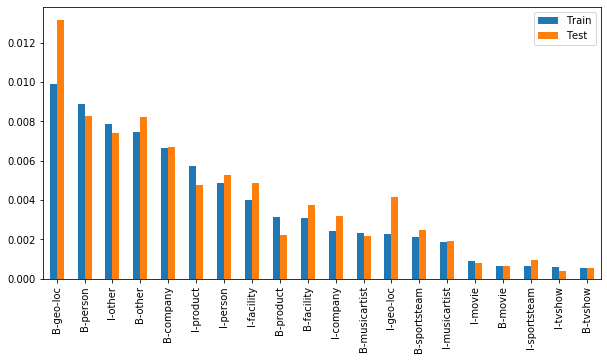 Train
Test
0.012
0.010
0.008
0.006
0.004
0.002
0.000
B-geo-loc
B-person
I-other
B-other
B-company
I-product
I-person
I-facility
B-product
B-facility
I-company
B-musicartist
I-geo-loc
B-sportsteam
I-musicartist
I-movie
B-movie
I-sportsteam
I-tvshow
B-tvshow